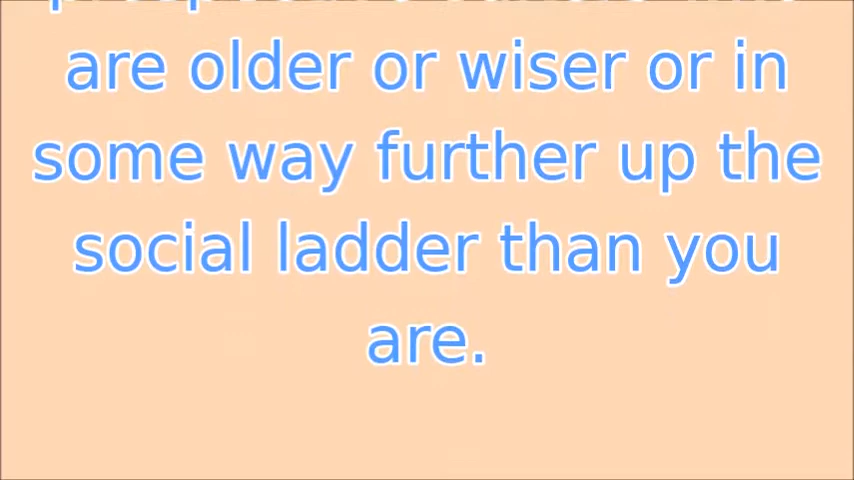 are older or wiser or in
some way further up the
social ladder than you
are.